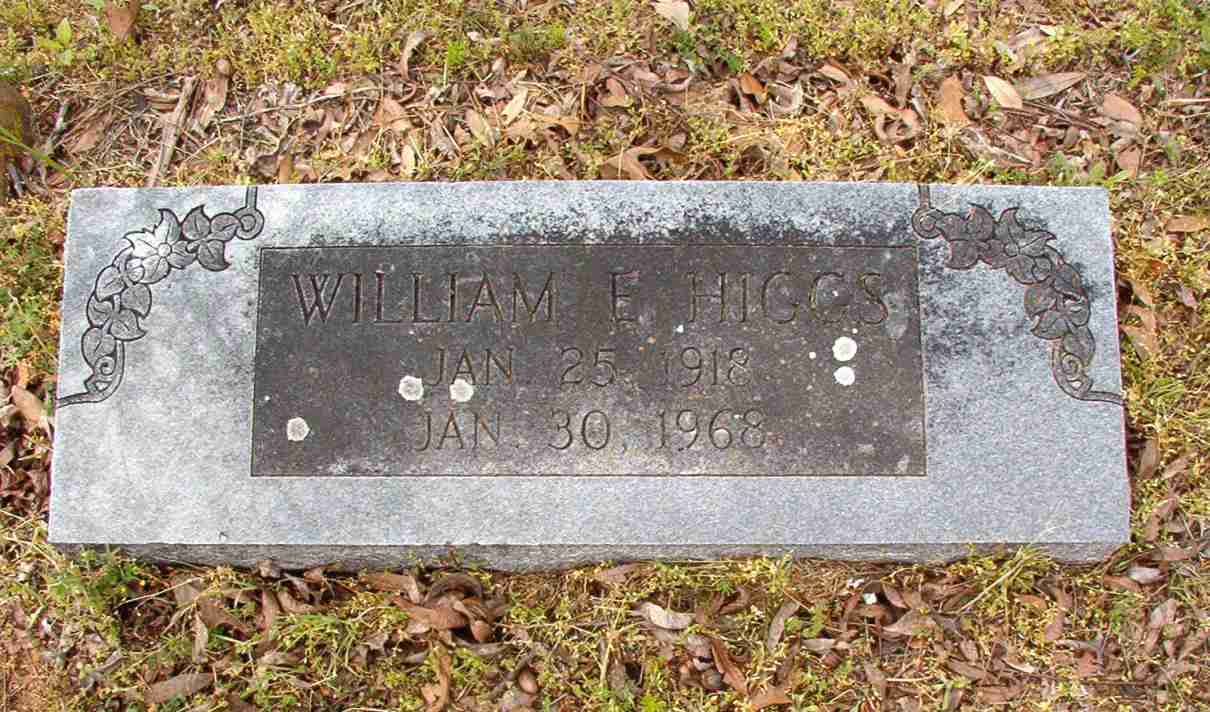 WILLIAM E HIGGS
JAN 25, 1918
JAN. 30, 1968